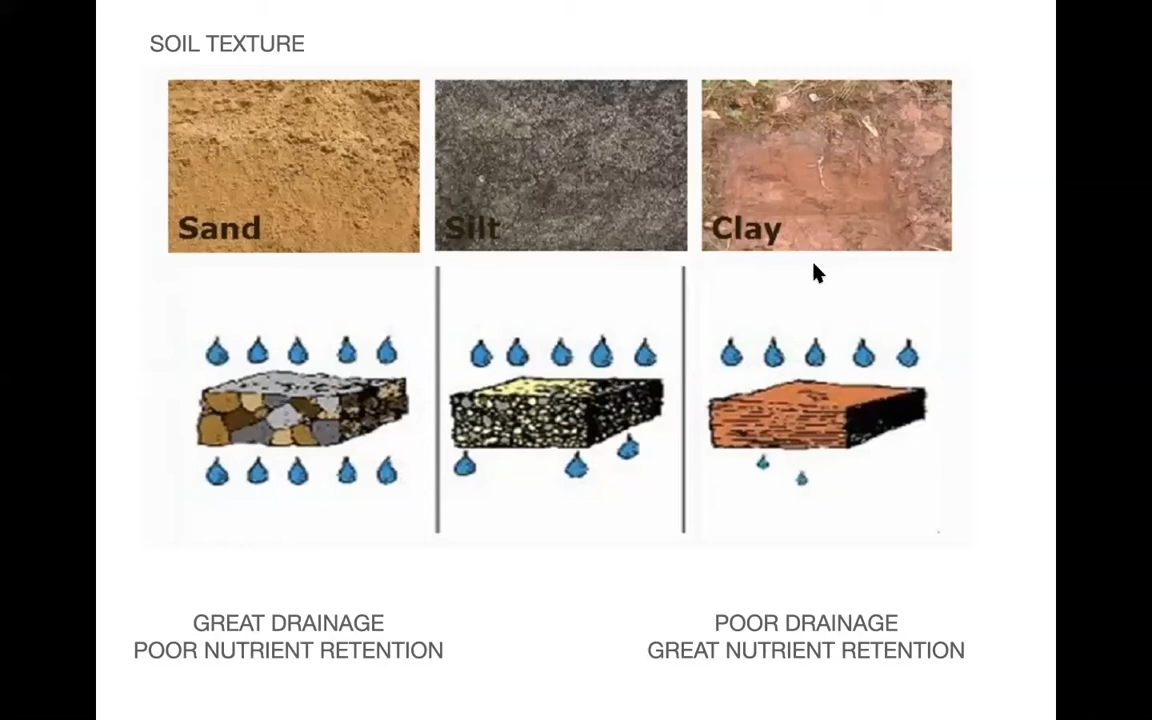 SOIL TEXTURE
Sand
Silt
Clay
GREAT DRAINAGE
POOR NUTRIENT RETENTION
POOR DRAINAGE
GREAT NUTRIENT RETENTION